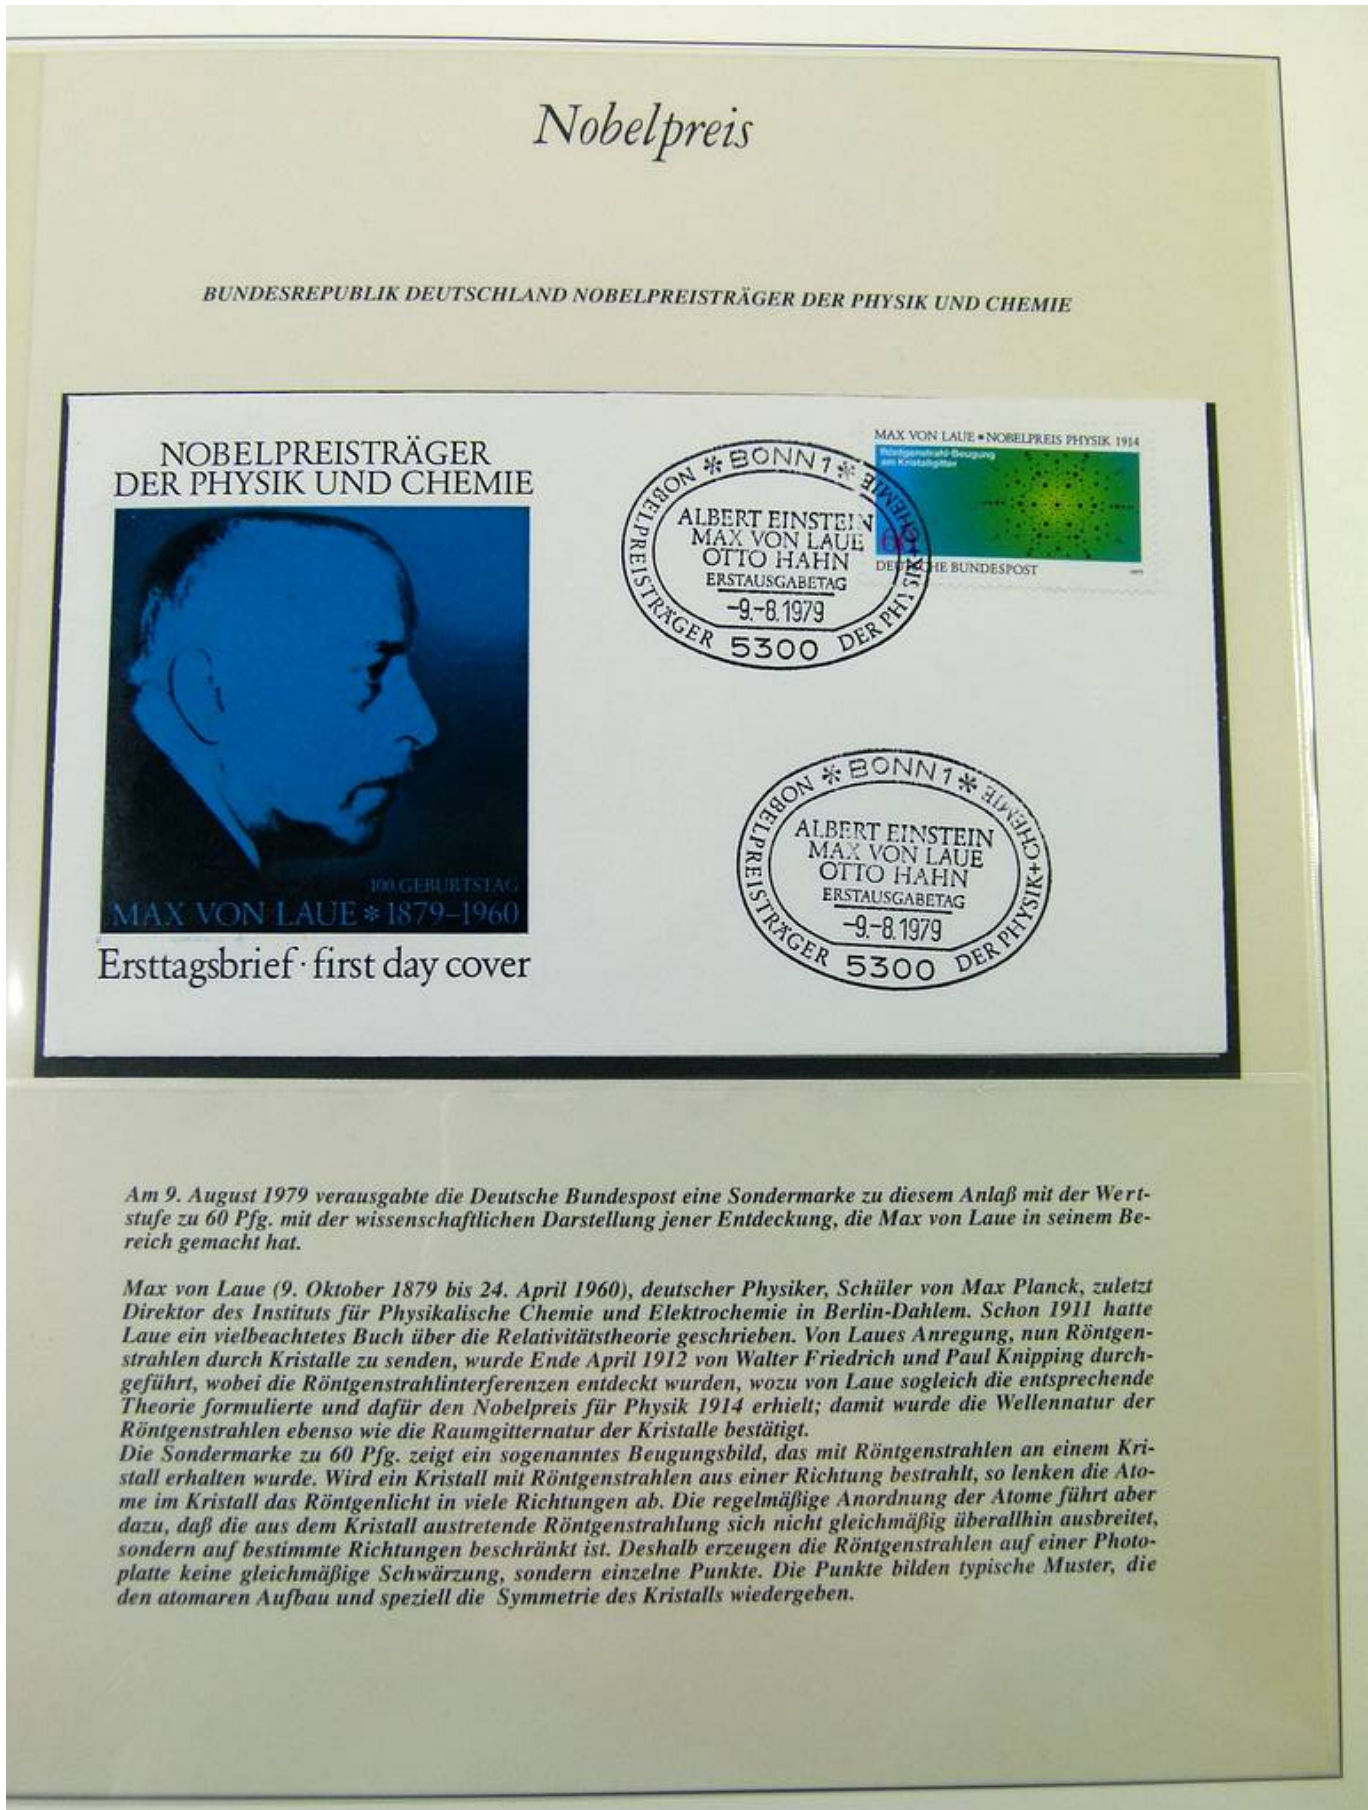 Nobelpreis
BUNDESREPUBLIK DEUTSCHLAND NOBELPREISTRÄGER DER PHYSIK UND CHEMIE
NOBELPREISTRÄGER
DER PHYSIK UND CHEMIE
100. GEBURTSTAG
MAX VON LAUE * 1879–1960
Ersttagsbrief · first day cover
* BONN 1 *
NOBELPREISTRÄGER DER PHYSIK+CHEMIE
ALBERT EINSTEIN
MAX VON LAUE
OTTO HAHN
ERSTAUSGABETAG
-9.-8.1979
5300
MAX VON LAUE * NOBELPREIS PHYSIK 1914
Röntgenstrahl-Beugung
am Kristallgitter
60
DEUTSCHE BUNDESPOST
1979
* BONN 1 *
NOBELPREISTRÄGER DER PHYSIK+CHEMIE
ALBERT EINSTEIN
MAX VON LAUE
OTTO HAHN
ERSTAUSGABETAG
-9.-8.1979
5300
Am 9. August 1979 verausgabte die Deutsche Bundespost eine Sondermarke zu diesem Anlaß mit der Wert-
stufe zu 60 Pfg. mit der wissenschaftlichen Darstellung jener Entdeckung, die Max von Laue in seinem Be-
reich gemacht hat.
Max von Laue (9. Oktober 1879 bis 24. April 1960), deutscher Physiker, Schüler von Max Planck, zuletzt
Direktor des Instituts für Physikalische Chemie und Elektrochemie in Berlin-Dahlem. Schon 1911 hatte
Laue ein vielbeachtetes Buch über die Relativitätstheorie geschrieben. Von Laues Anregung, nun Röntgen-
strahlen durch Kristalle zu senden, wurde Ende April 1912 von Walter Friedrich und Paul Knipping durch-
geführt, wobei die Röntgenstrahlinterferenzen entdeckt wurden, wozu von Laue sogleich die entsprechende
Theorie formulierte und dafür den Nobelpreis für Physik 1914 erhielt; damit wurde die Wellennatur der
Röntgenstrahlen ebenso wie die Raumgitternatur der Kristalle bestätigt.
Die Sondermarke zu 60 Pfg. zeigt ein sogenanntes Beugungsbild, das mit Röntgenstrahlen an einem Kri-
stall erhalten wurde. Wird ein Kristall mit Röntgenstrahlen aus einer Richtung bestrahlt, so lenken die Ato-
me im Kristall das Röntgenlicht in viele Richtungen ab. Die regelmäßige Anordnung der Atome führt aber
dazu, daß die aus dem Kristall austretende Röntgenstrahlung sich nicht gleichmäßig überallhin ausbreitet,
sondern auf bestimmte Richtungen beschränkt ist. Deshalb erzeugen die Röntgenstrahlen auf einer Photo-
platte keine gleichmäßige Schwärzung, sondern einzelne Punkte. Die Punkte bilden typische Muster, die
den atomaren Aufbau und speziell die Symmetrie des Kristalls wiedergeben.